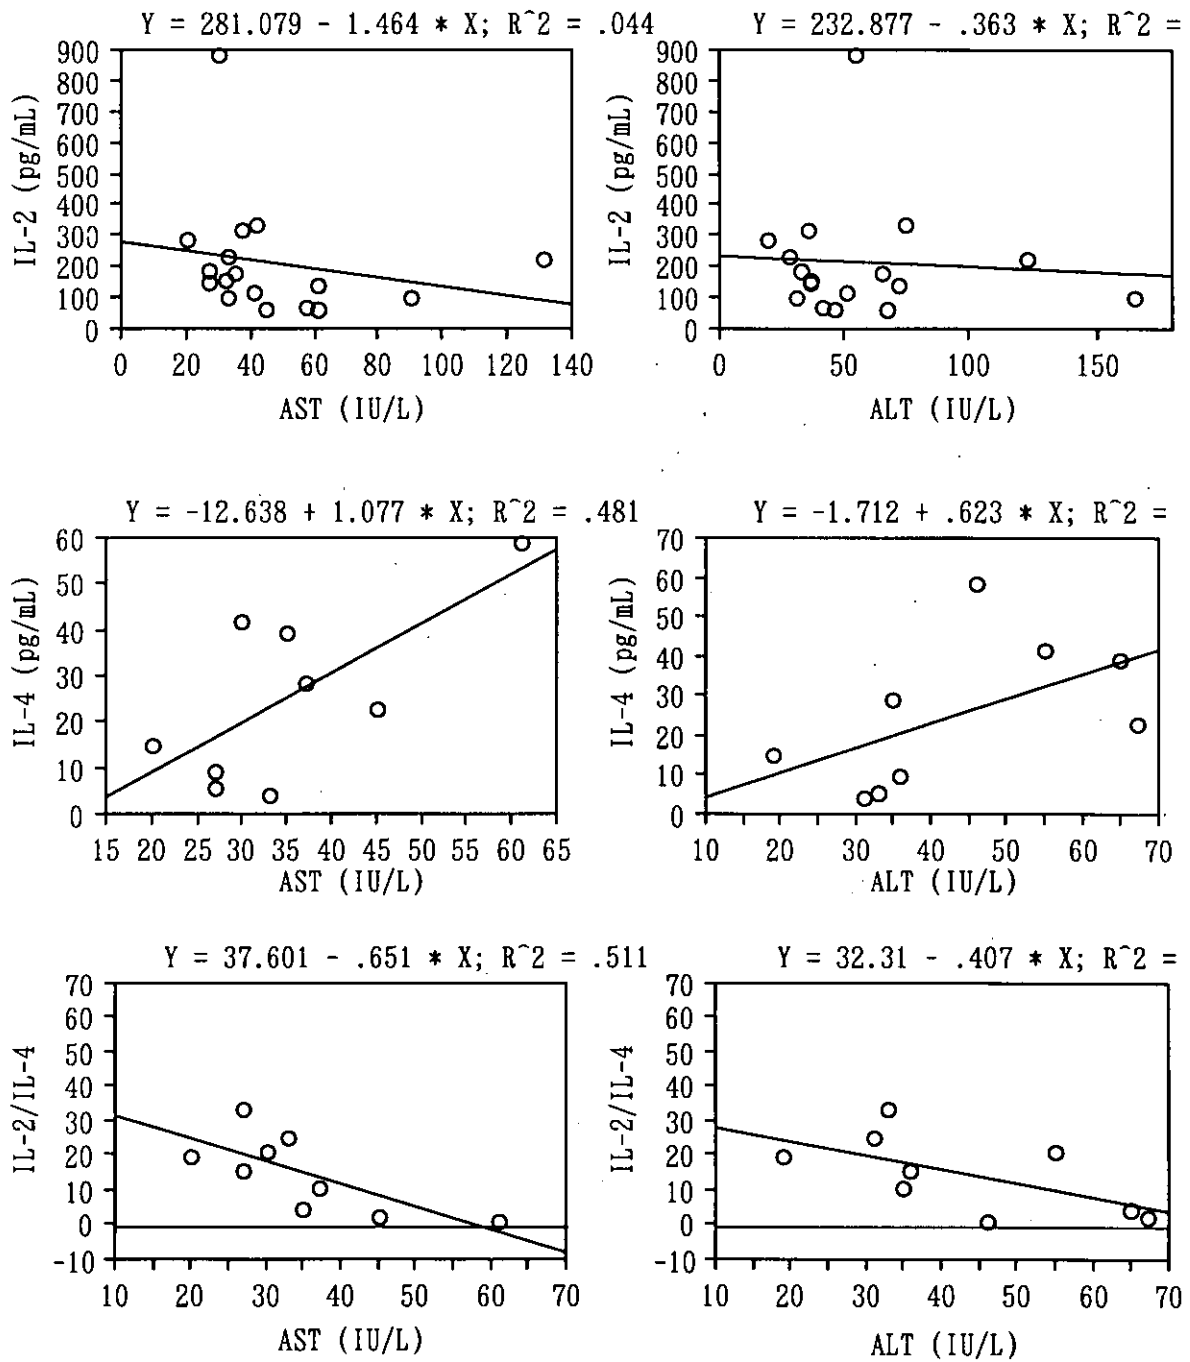 Y = 281.079 - 1.464 * X; R^2 = .044
900
800
700
600
500
400
300
200
100
0
IL-2 (pg/mL)
0 20 40 60 80 100 120 140
AST (IU/L)
Y = 232.877 - .363 * X; R^2 =
900
800
700
600
500
400
300
200
100
0
IL-2 (pg/mL)
0 50 100 150
ALT (IU/L)
Y = -12.638 + 1.077 * X; R^2 = .481
60
50
40
30
20
10
0
IL-4 (pg/mL)
15 20 25 30 35 40 45 50 55 60 65
AST (IU/L)
Y = -1.712 + .623 * X; R^2 =
70
60
50
40
30
20
10
0
IL-4 (pg/mL)
10 20 30 40 50 60 70
ALT (IU/L)
Y = 37.601 - .651 * X; R^2 = .511
70
60
50
40
30
20
10
0
-10
IL-2/IL-4
10 20 30 40 50 60 70
AST (IU/L)
Y = 32.31 - .407 * X; R^2 =
70
60
50
40
30
20
10
0
-10
IL-2/IL-4
10 20 30 40 50 60 70
ALT (IU/L)